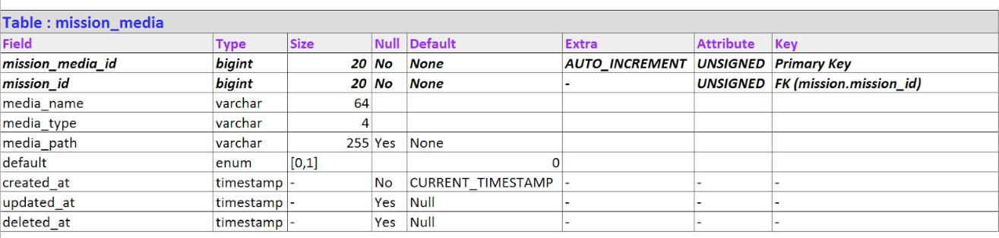 Table : mission_media
Field Type Size Null Default Extra Attribute Key
mission_media_id bigint 20 No None AUTO_INCREMENT UNSIGNED Primary Key
mission_id bigint 20 No None - UNSIGNED FK (mission.mission_id)
media_name varchar 64
media_type varchar 4
media_path varchar 255 Yes None
default enum [0,1] 0
created_at timestamp - No CURRENT_TIMESTAMP - - -
updated_at timestamp - Yes Null - - -
deleted_at timestamp - Yes Null - - -